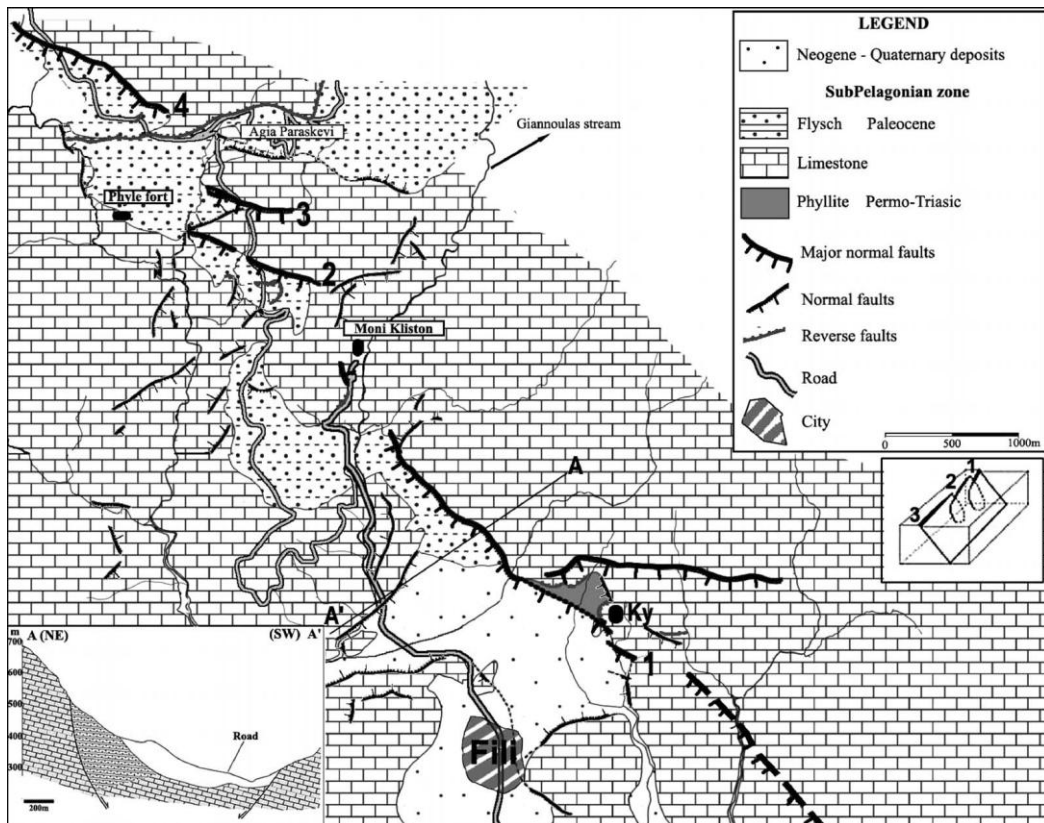 LEGEND
Neogene - Quaternary deposits
SubPelagonian zone
Flysch Paleocene
Limestone
Phyllite Permo-Triasic
Major normal faults
Normal faults
Reverse faults
Road
City
0 500 1000m
4
Agia Paraskevi
Giannoulas stream
Phyle fort
3
2
Moni Kliston
A
1
2
3
A'
Ky
1
Fili
m A (NE) (SW) A'
700
600
500
400
300
Road
200m